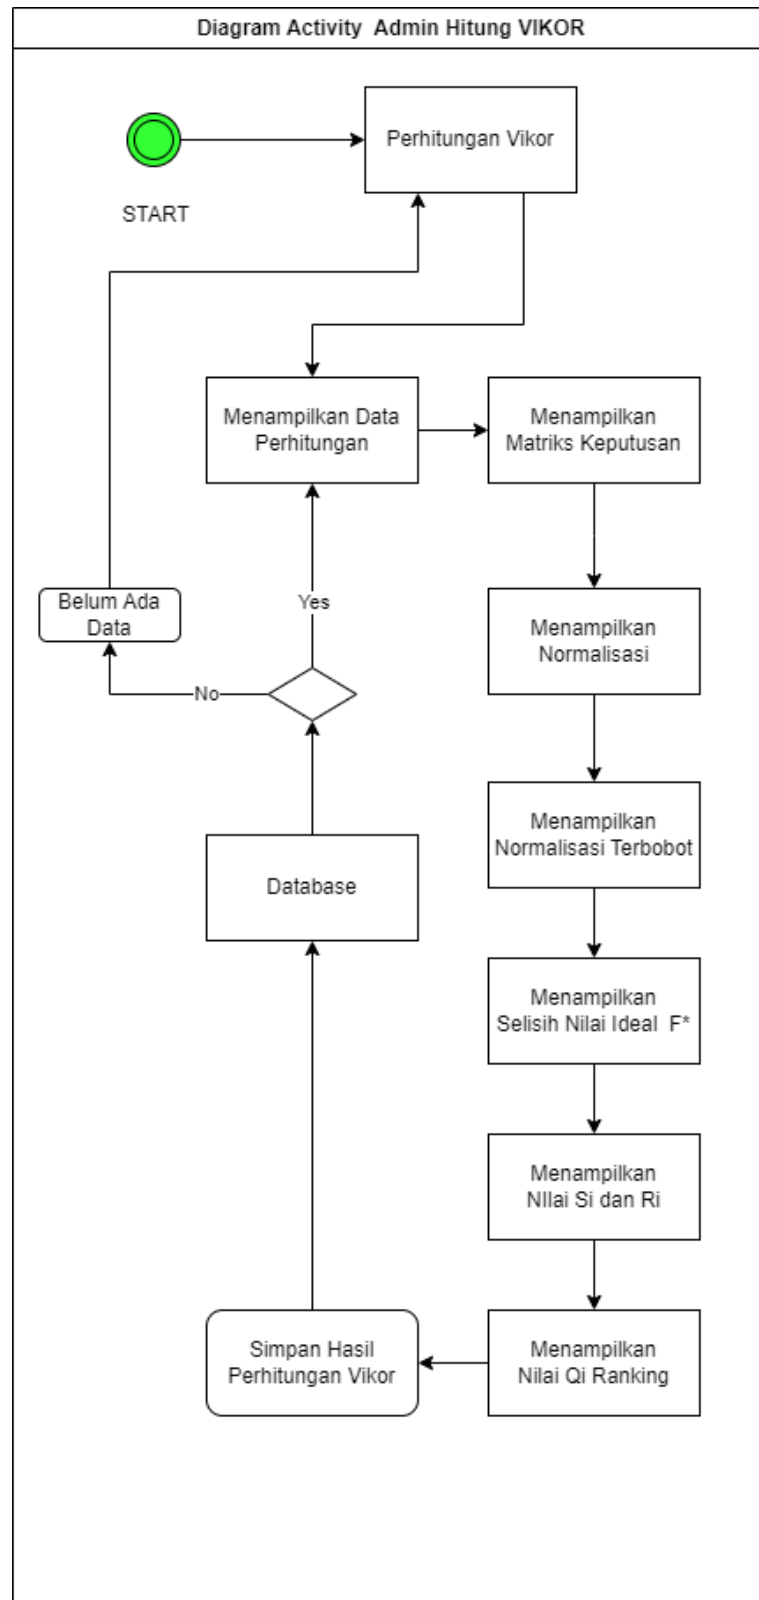 Diagram Activity Admin Hitung VIKOR
Perhitungan Vikor
START
Menampilkan Data
Perhitungan
Menampilkan
Matriks Keputusan
Belum Ada
Data
Yes
No
Menampilkan
Normalisasi
Menampilkan
Normalisasi Terbobot
Database
Menampilkan
Selisih Nilai Ideal F*
Menampilkan
NIlai Si dan Ri
Simpan Hasil
Perhitungan Vikor
Menampilkan
Nilai Qi Ranking